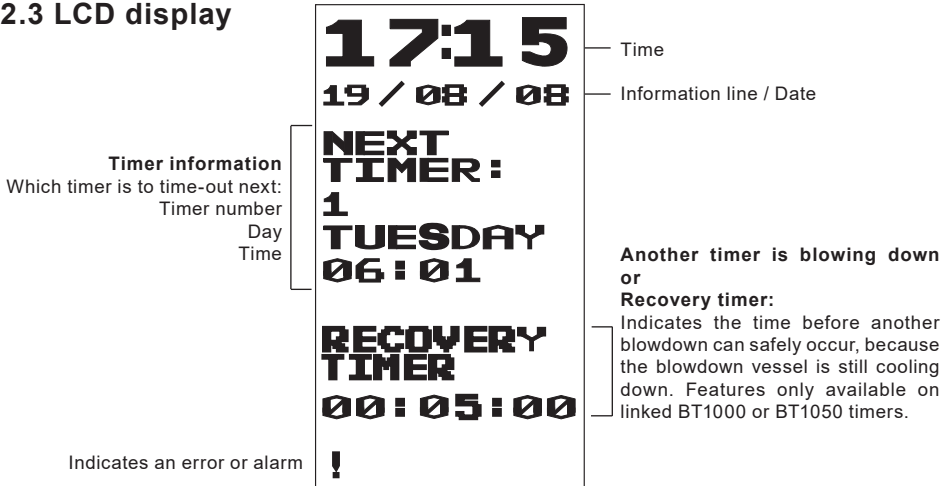 2.3 LCD display
17:15
Time
19/08/08
Information line / Date
NEXT
TIMER:
1
TUESDAY
06:01
Timer information
Which timer is to time-out next:
Timer number
Day
Time
Another timer is blowing down
or
Recovery timer:
Indicates the time before another
blowdown can safely occur, because
the blowdown vessel is still cooling
down. Features only available on
linked BT1000 or BT1050 timers.
RECOVERY
TIMER
00:05:00
Indicates an error or alarm
!